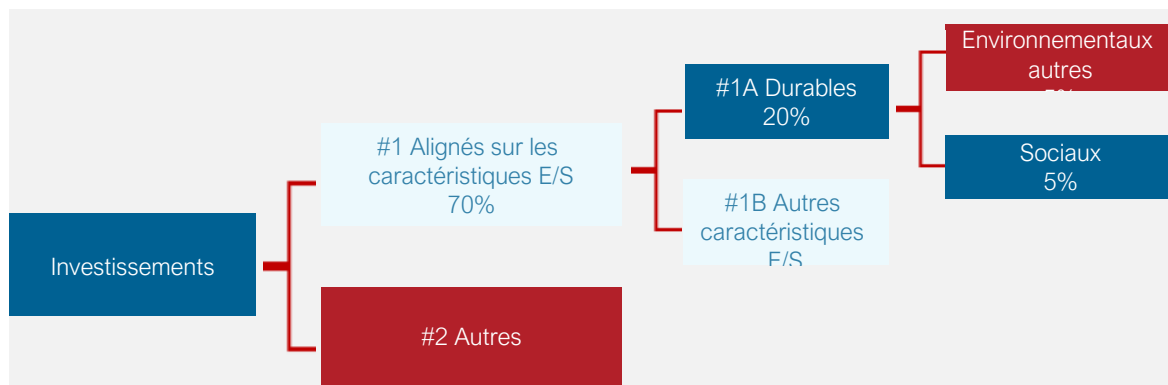 Investissements
#1 Alignés sur les
caractéristiques E/S
70%
#2 Autres
#1A Durables
20%
#1B Autres
caractéristiques
E/S
Environnementaux
autres
Sociaux
5%